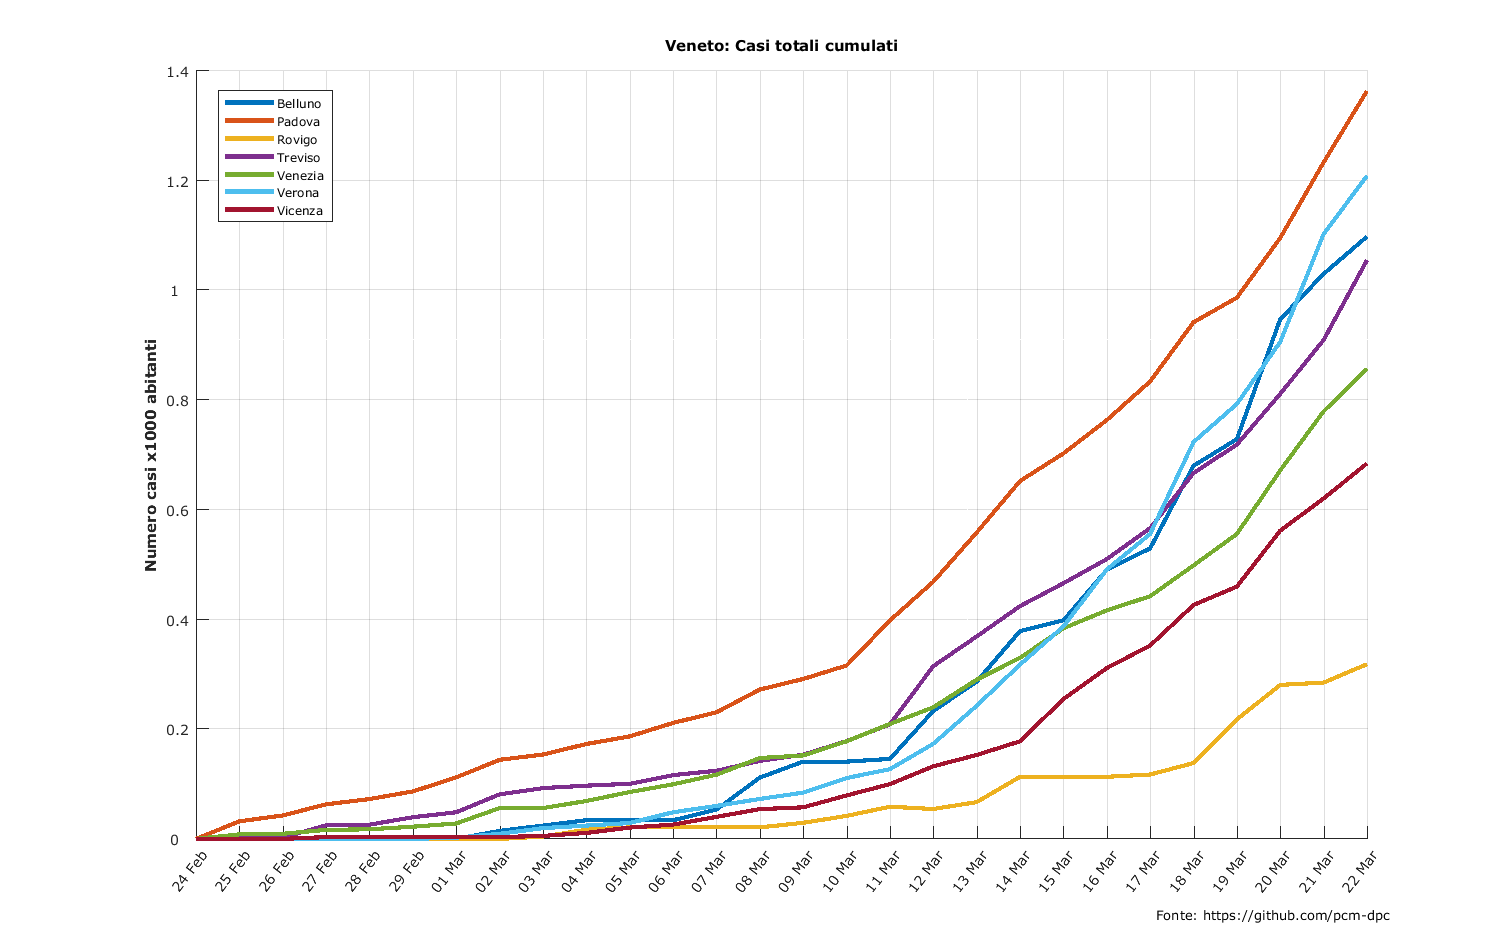 Veneto: Casi totali cumulati
1.4
1.2
1
0.8
0.6
0.4
0.2
0
Numero casi x1000 abitanti
Belluno
Padova
Rovigo
Treviso
Venezia
Verona
Vicenza
24 Feb
25 Feb
26 Feb
27 Feb
28 Feb
29 Feb
01 Mar
02 Mar
03 Mar
04 Mar
05 Mar
06 Mar
07 Mar
08 Mar
09 Mar
10 Mar
11 Mar
12 Mar
13 Mar
14 Mar
15 Mar
16 Mar
17 Mar
18 Mar
19 Mar
20 Mar
21 Mar
22 Mar
Fonte: https://github.com/pcm-dpc